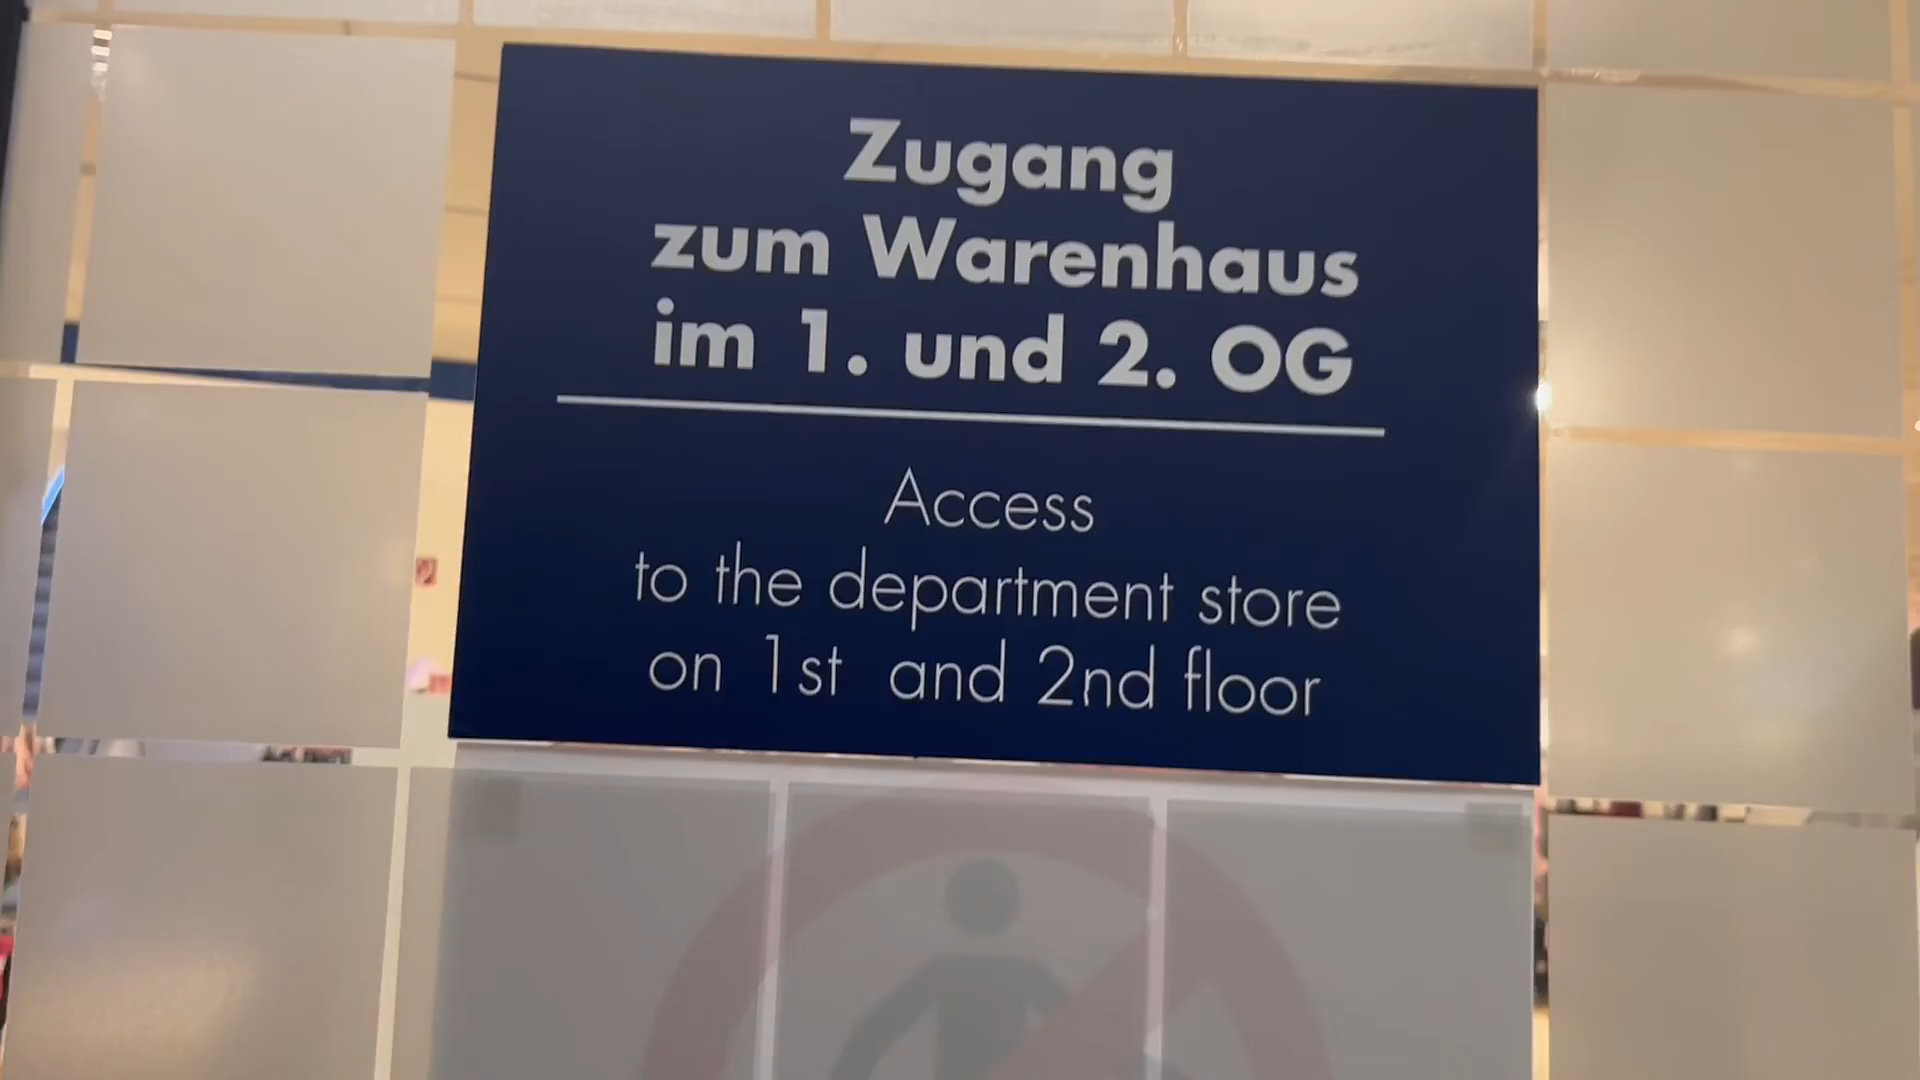 Zugang
zum Warenhaus
im 1. und 2. OG
Access
to the department store
on 1st and 2nd floor